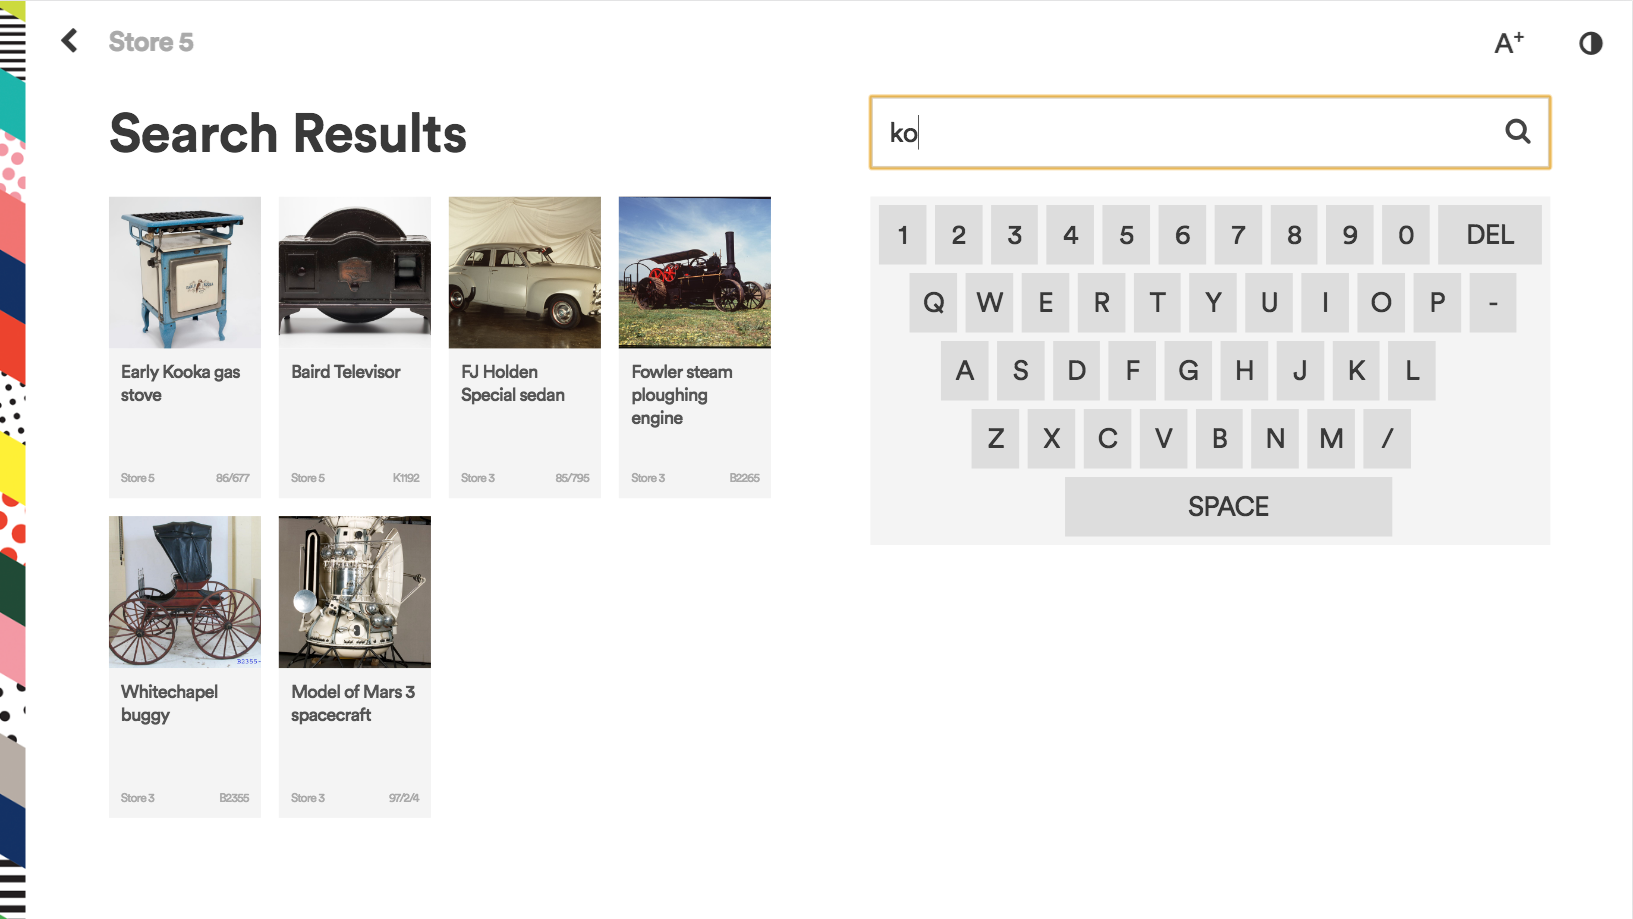 Store 5
A+
Search Results
ko
Early Kooka gas
stove
Store 5 86/677
Baird Televisor
Store 5 K1192
FJ Holden
Special sedan
Store 3 85/795
Fowler steam
ploughing
engine
Store 3 B2265
B2355-
Whitechapel
buggy
Store 3 B2355
Model of Mars 3
spacecraft
Store 3 97/2/4
1 2 3 4 5 6 7 8 9 0 DEL
Q W E R T Y U I O P -
A S D F G H J K L
Z X C V B N M /
SPACE